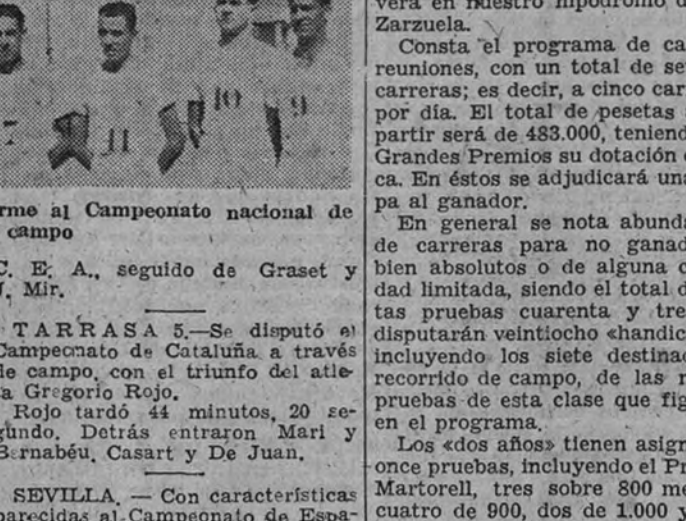 11
10
9
rme al Campeonato nacional de
campo
C. E. A., seguido de Graset y
J. Mir.
TARRASA 5.—Se disputó el
Campeonato de Cataluña a través
de campo, con el triunfo del atle-
a Gregorio Rojo.
Rojo tardó 44 minutos, 20 se-
gundo. Detrás entraron Mari y
Bernabéu, Casart y De Juan.
SEVILLA. — Con características
parecidas al Campeonato de Espa-
verá en nuestro hipódromo d
Zarzuela.
Consta el programa de ca
reuniones, con un total de se
carreras; es decir, a cinco car
por día. El total de pesetas
partir será de 483.000, teniend
Grandes Premios su dotación
ca. En éstos se adjudicará una
pa al ganador.
En general se nota abunda
de carreras para no ganad
bien absolutos o de alguna c
dad limitada, siendo el total d
tas pruebas cuarenta y tre
disputarán veintiocho «handic
incluyendo los siete destinad
recorrido de campo, de las
pruebas de esta clase que fig
en el programa.
Los «dos años» tienen asign
once pruebas, incluyendo el Pr
Martorell, tres sobre 800 me
cuatro de 900, dos de 1.000 y